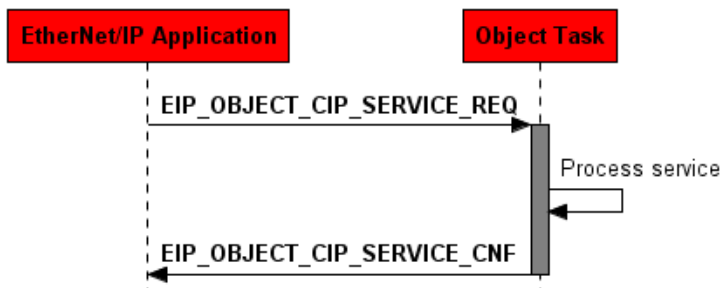 EtherNet/IP Application
Object Task
EIP_OBJECT_CIP_SERVICE_REQ
Process service
EIP_OBJECT_CIP_SERVICE_CNF